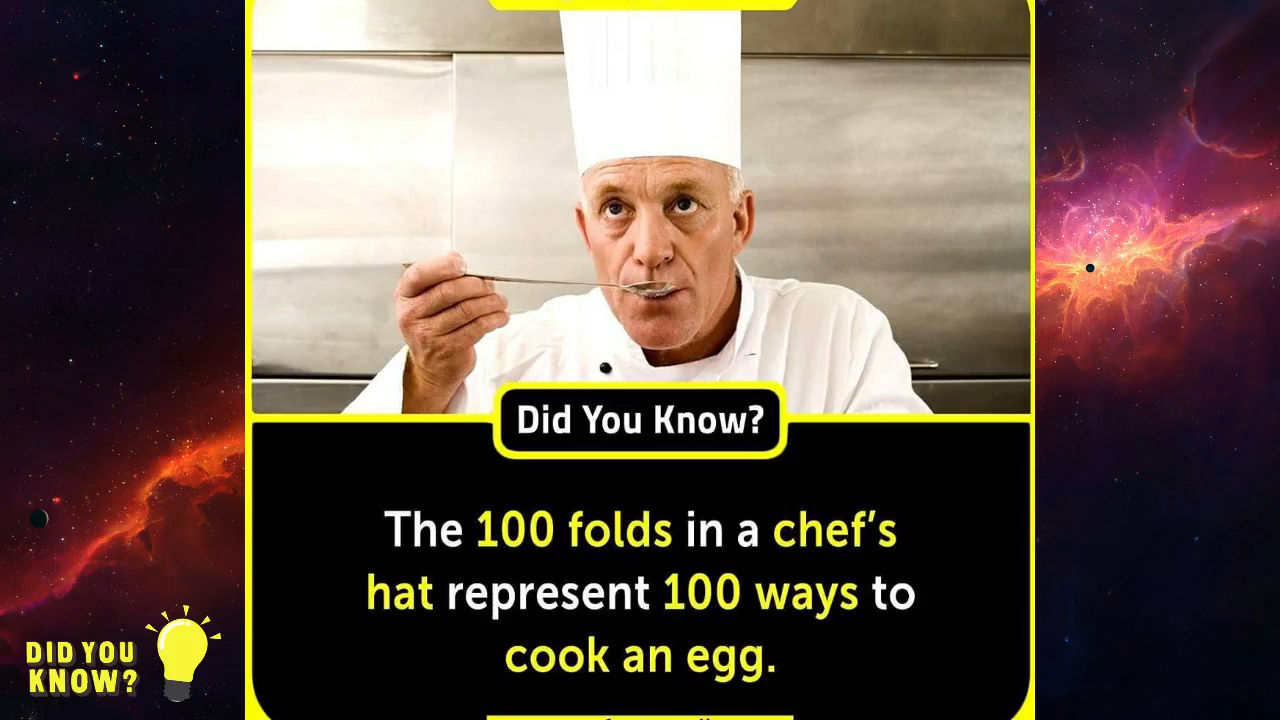 Did You Know?
The 100 folds in a chef's
hat represent 100 ways to
cook an egg.
DID YOU
KNOW?